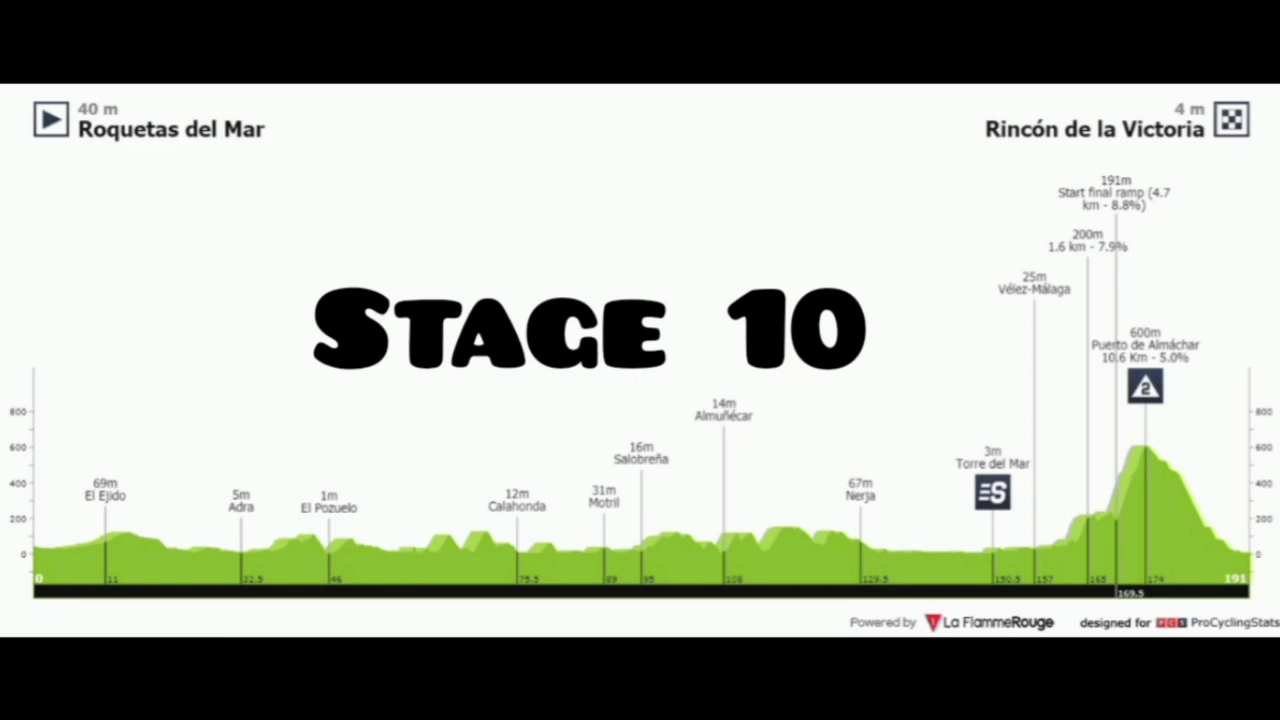 40 m
Roquetas del Mar
4 m
Rincón de la Victoria
191m
Start final ramp (4.7
km - 8.8%)
200m
1.6 km - 7.9%
25m
Vélez-Málaga
STAGE 10
600m
Puerto de Almáchar
10.6 Km - 5.0%
2
14m
Almuñécar
16m
Salobreña
3m
Torre del Mar
S
69m
El Ejido
5m
Adra
1m
El Pozuelo
12m
Calahonda
31m
Motril
67m
Nerja
800
600
400
200
0
800
600
400
200
0
0
11
22.5
46
75.5
89
95
108
129.5
150.5
157
165
174
191
169.5
Powered by La FlammeRouge designed for PCS ProCyclingStats